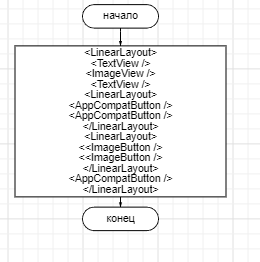 начало
<LinearLayout>
<TextView />
<ImageView />
<TextView />
<LinearLayout>
<AppCompatButton />
<AppCompatButton />
</LinearLayout>
<LinearLayout>
<<ImageButton />
<<ImageButton />
</LinearLayout>
<AppCompatButton />
</LinearLayout>
конец